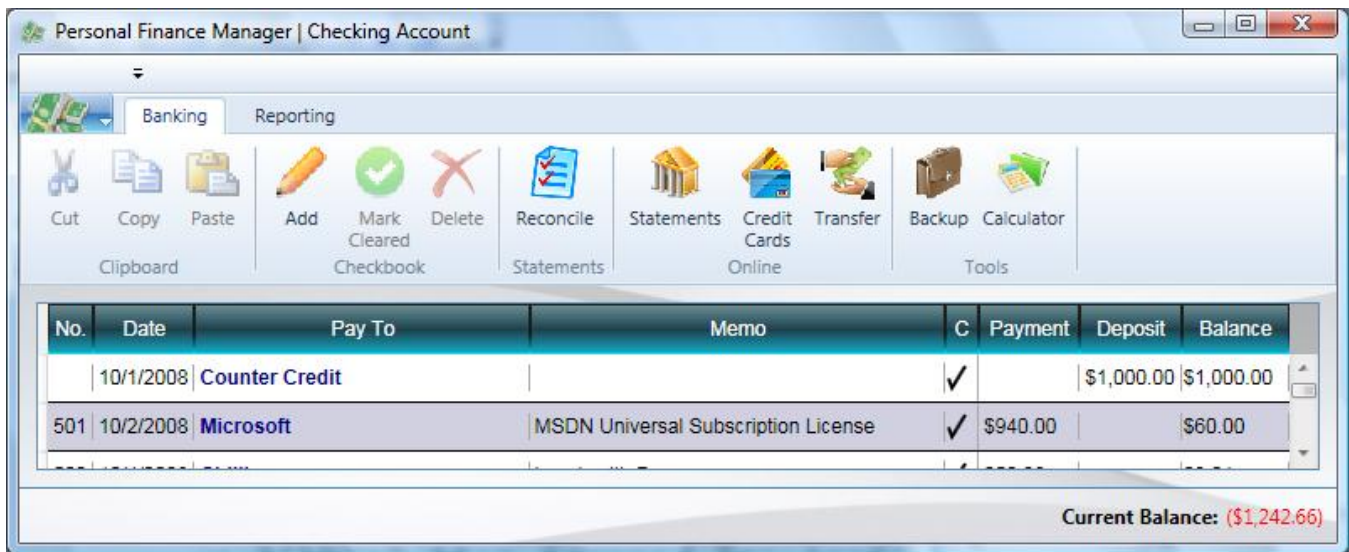 Personal Finance Manager | Checking Account
Banking Reporting
Cut Copy Paste Add Mark Cleared Delete Reconcile Statements Credit Cards Transfer Backup Calculator
Clipboard Checkbook Statements Online Tools
No. Date Pay To Memo C Payment Deposit Balance
10/1/2008 Counter Credit $1,000.00 $1,000.00
501 10/2/2008 Microsoft MSDN Universal Subscription License $940.00 $60.00
Current Balance: ($1,242.66)